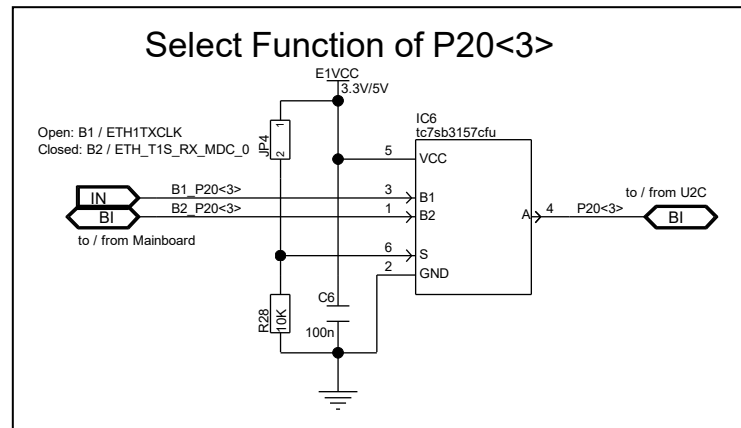 Select Function of P20<3>
E1VCC
3.3V/5V
IC6
tc7sb3157cfu
Open: B1 / ETH1TXCLK
Closed: B2 / ETH_T1S_RX_MDC_0
JP4
1
2
5
VCC
IN
B1_P20<3>
3
B1
BI
B2_P20<3>
1
B2
to / from Mainboard
A
4
P20<3>
to / from U2C
BI
6
S
2
GND
R28
10K
C6
100n